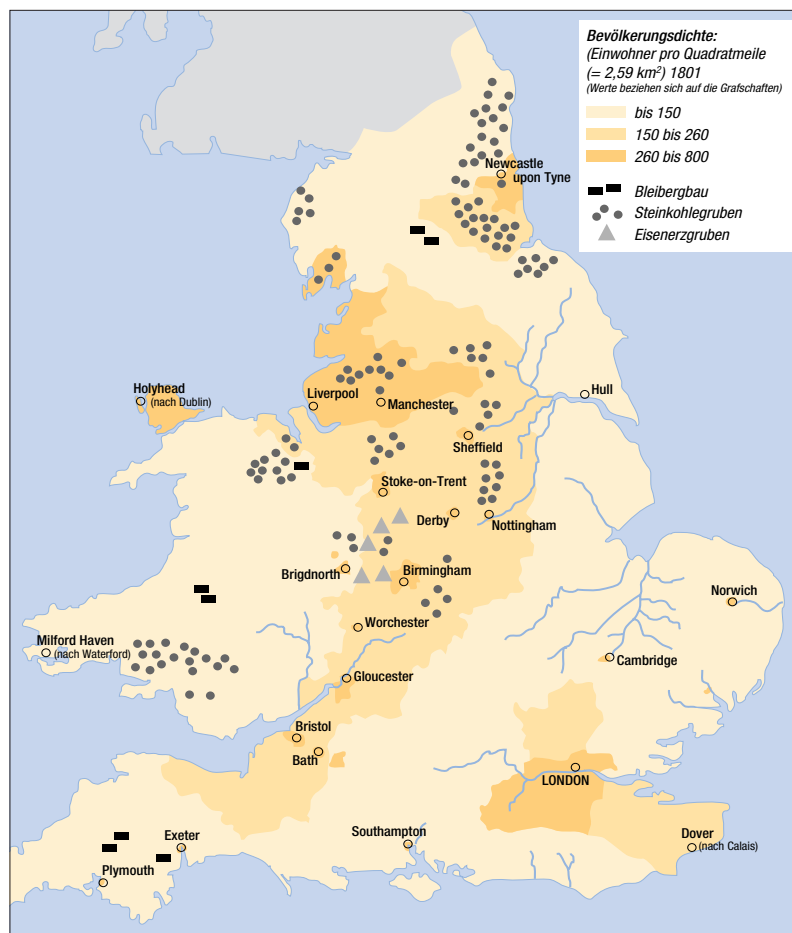 Bevölkerungsdichte:
(Einwohner pro Quadratmeile
(= 2,59 km²) 1801
(Werte beziehen sich auf die Grafschaften)
bis 150
150 bis 260
260 bis 800
Bleibergbau
Steinkohlegruben
Eisenerzgruben
Newcastle
upon Tyne
Holyhead
(nach Dublin)
Liverpool
Manchester
Hull
Sheffield
Stoke-on-Trent
Derby
Nottingham
Brigdnorth
Birmingham
Norwich
Worchester
Milford Haven
(nach Waterford)
Cambridge
Gloucester
Bristol
Bath
LONDON
Exeter
Southampton
Dover
(nach Calais)
Plymouth